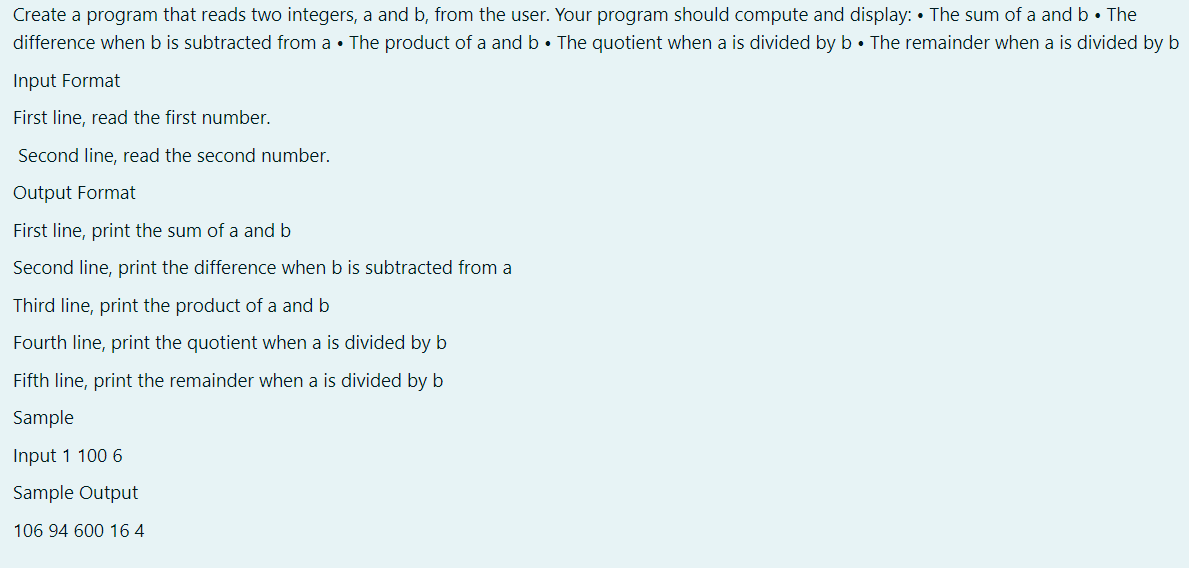 Create a program that reads two integers, a and b, from the user. Your program should compute and display: • The sum of a and b • The
difference when b is subtracted from a • The product of a and b • The quotient when a is divided by b • The remainder when a is divided by b
Input Format
First line, read the first number.
Second line, read the second number.
Output Format
First line, print the sum of a and b
Second line, print the difference when b is subtracted from a
Third line, print the product of a and b
Fourth line, print the quotient when a is divided by b
Fifth line, print the remainder when a is divided by b
Sample
Input 1 100 6
Sample Output
106 94 600 16 4